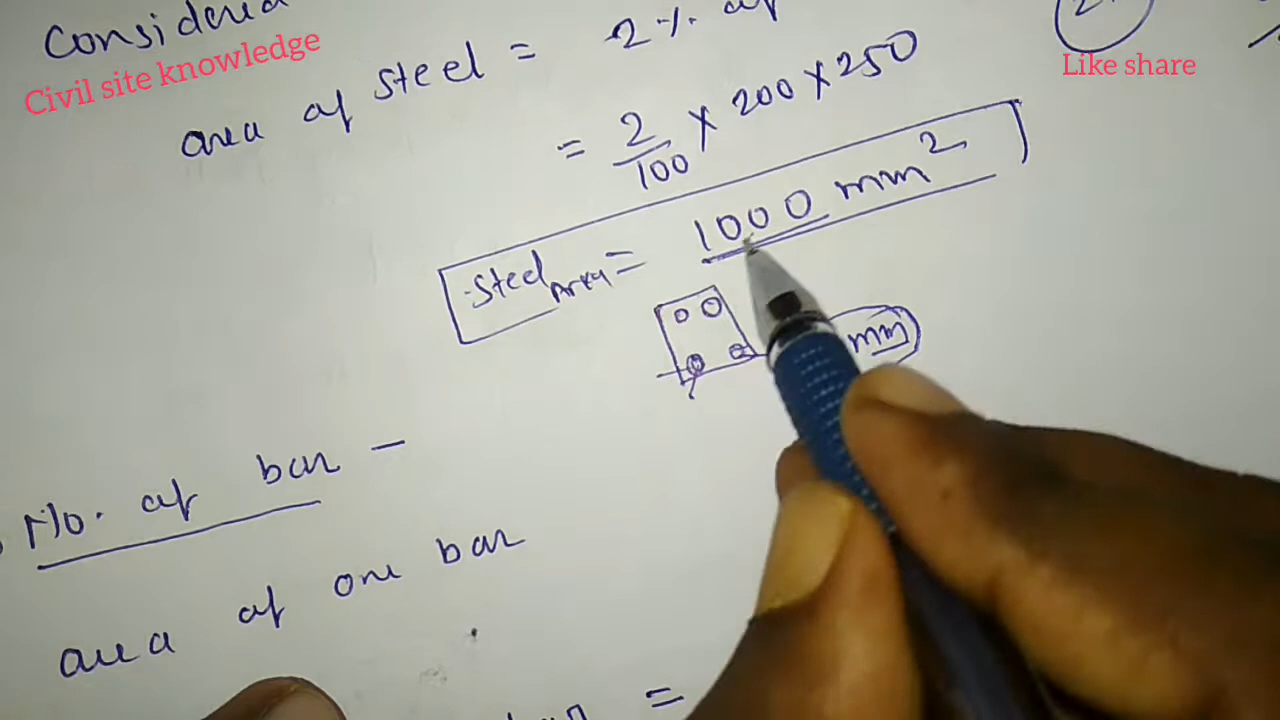 Considered
Civil site knowledge
area of steel = 2% of
Like share
= 2/100 × 200 × 250
Steel Area = 1000 mm²
mm
No. of bar –
area of one bar
=